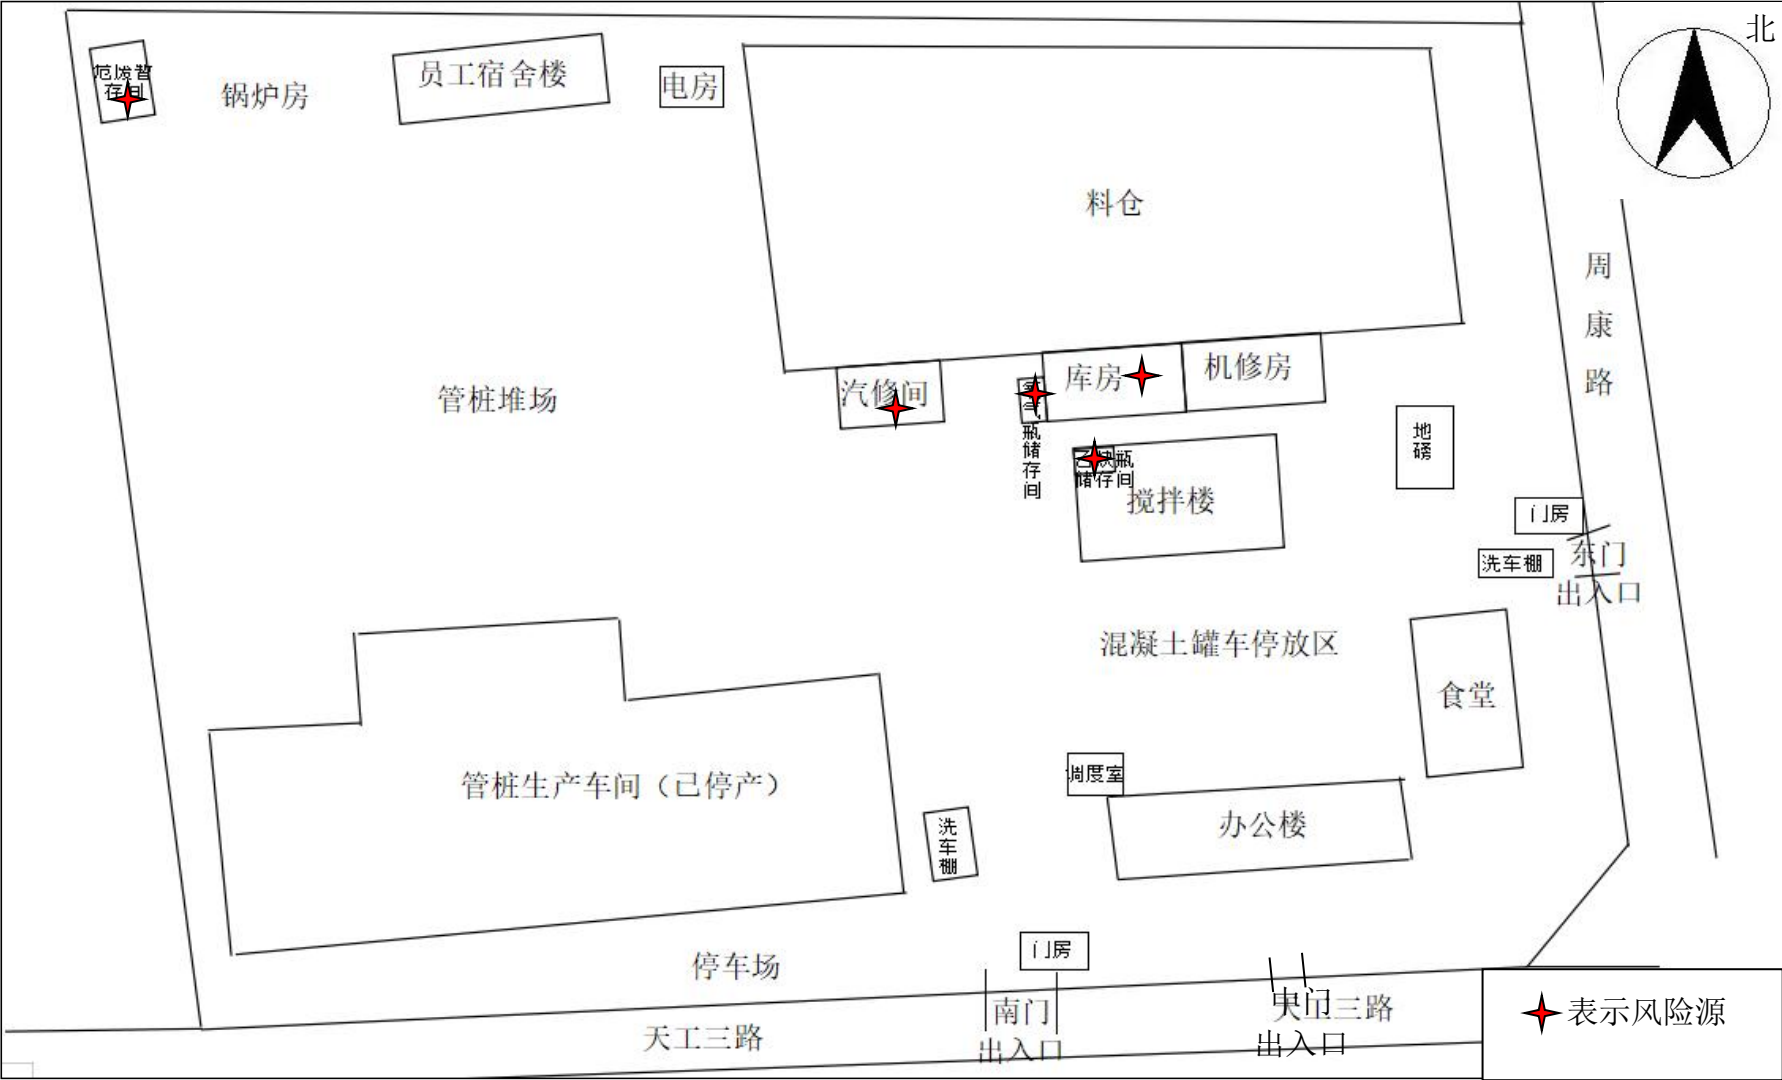 北
危废暂
存间
锅炉房
员工宿舍楼
电房
料仓
周
康
路
管桩堆场
汽修间
氧
气
瓶
储
存
间
库房
机修房
地
磅
乙炔瓶
储存间
搅拌楼
门房
洗车棚
东门
出入口
混凝土罐车停放区
食堂
调度室
管桩生产车间（已停产）
洗
车
棚
办公楼
门房
停车场
南门
出入口
中门
出入口
天工三路
天工三路
表示风险源